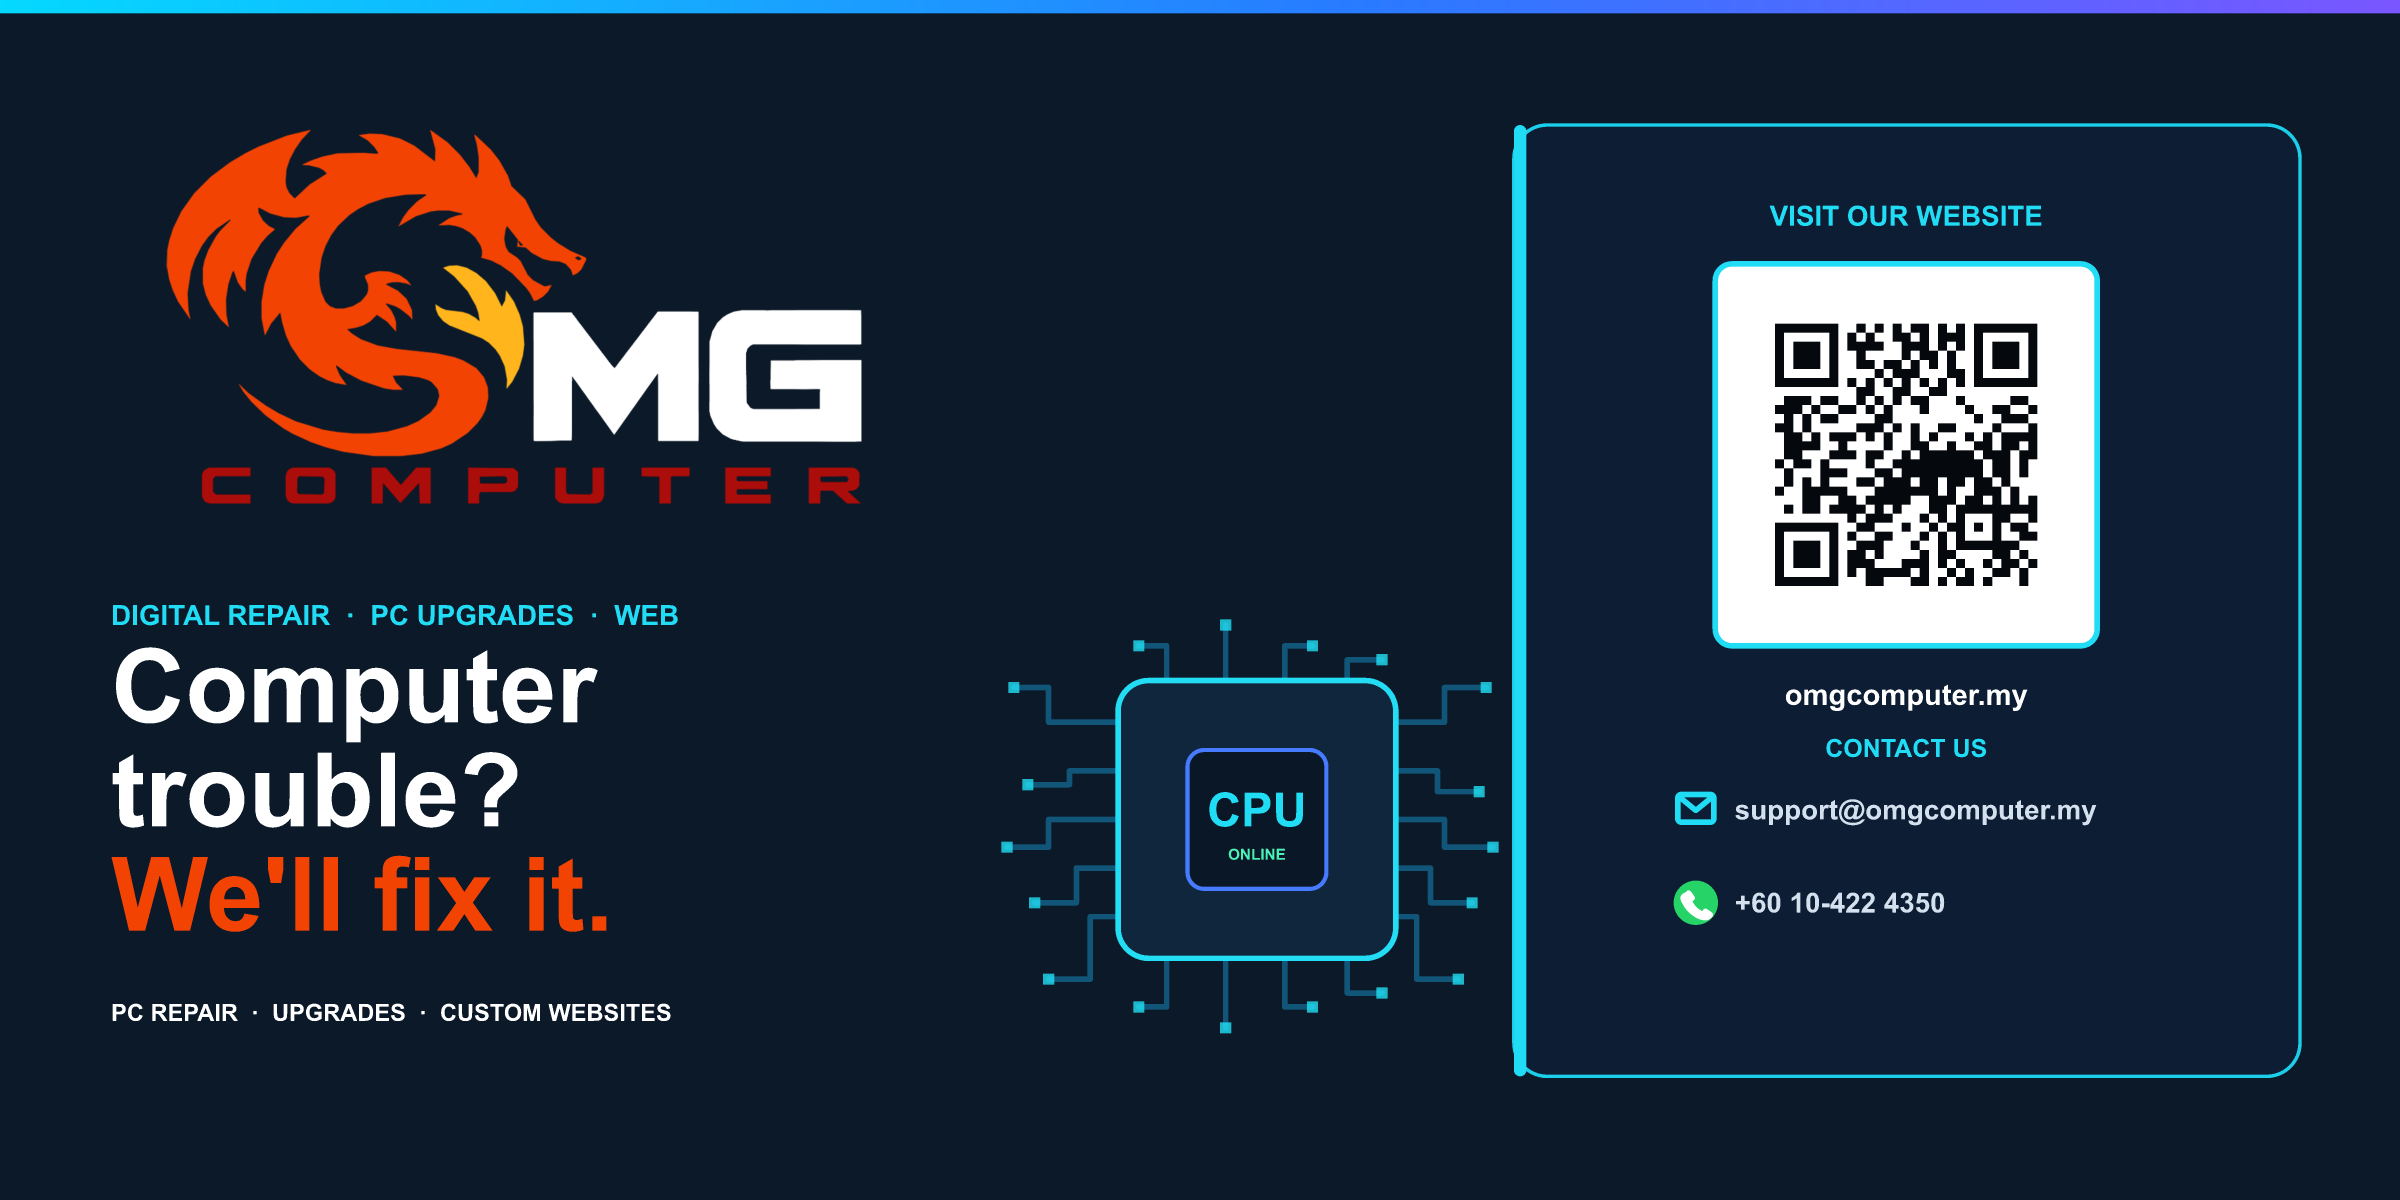 MG
COMPUTER
DIGITAL REPAIR · PC UPGRADES · WEB
Computer
trouble?
We'll fix it.
PC REPAIR · UPGRADES · CUSTOM WEBSITES
CPU
ONLINE
VISIT OUR WEBSITE
omgcomputer.my
CONTACT US
support@omgcomputer.my
+60 10-422 4350